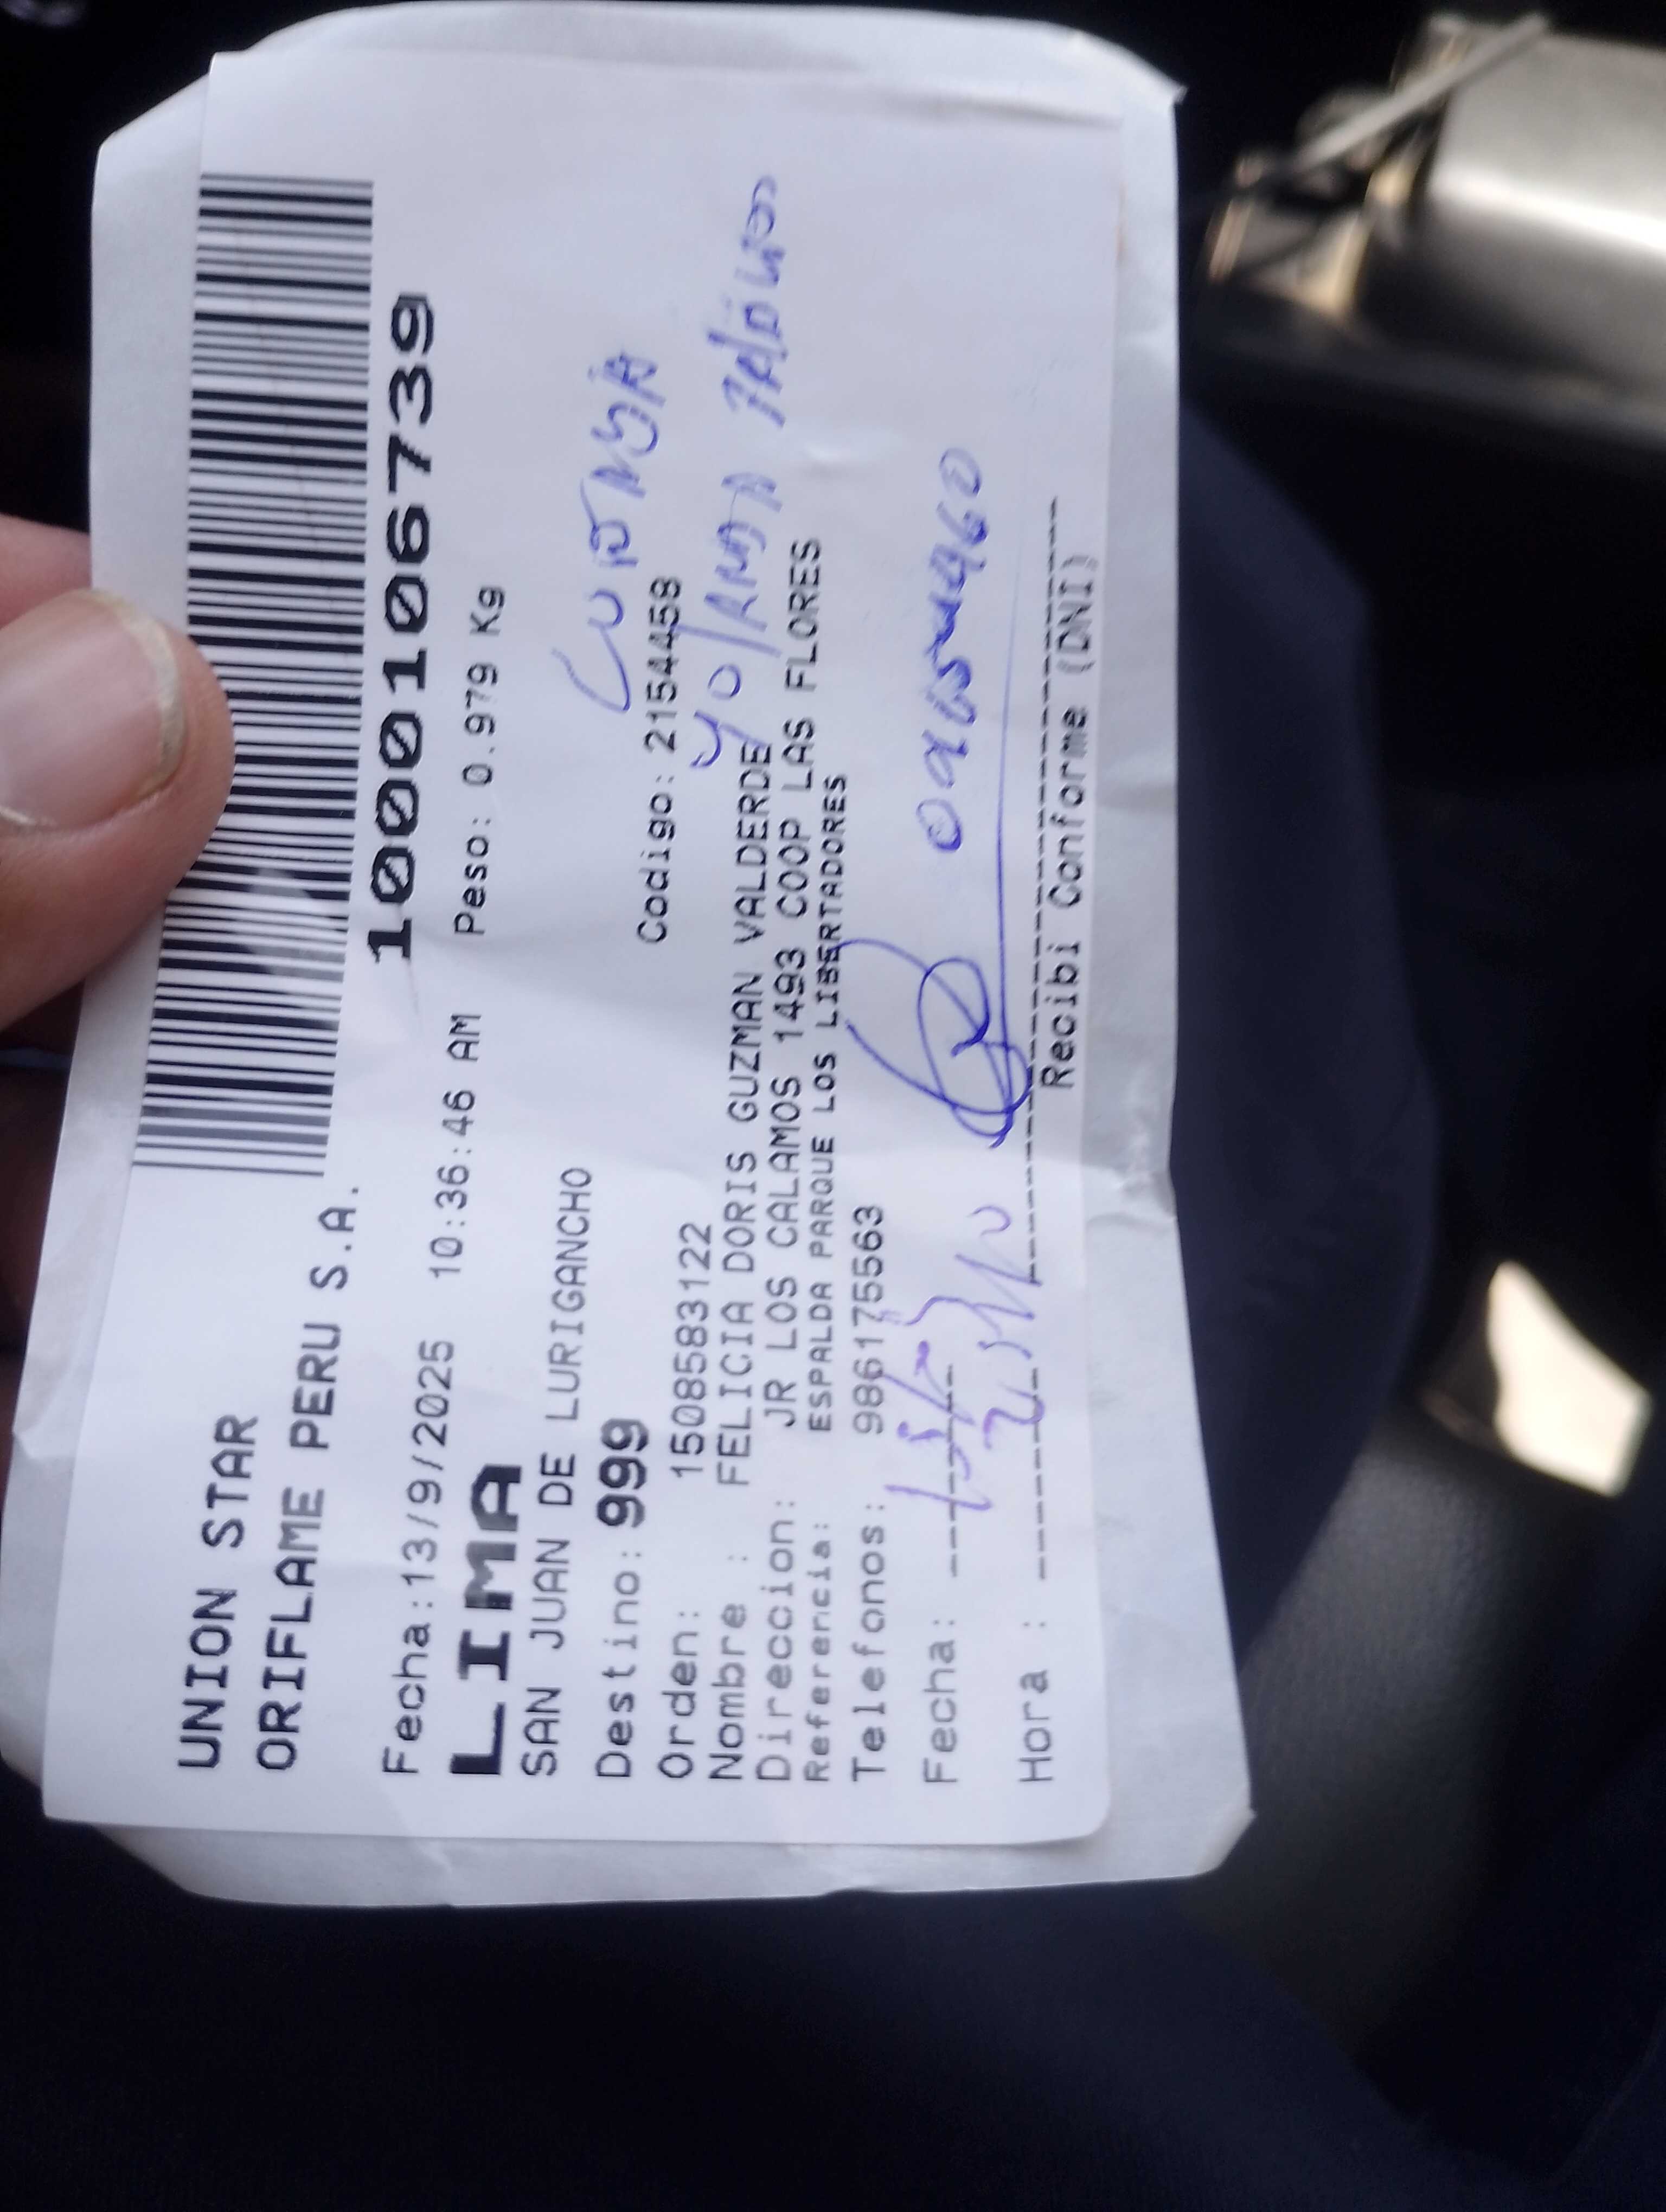 UNION STAR
ORIFLAME PERU S.A.
1000106739
Fecha:13/9/2025 10:36:46 AM Peso: 0.979 Kg
LIMA
SAN JUAN DE LURIGANCHO
CUÑADA
Destino: 999
Codigo: 2154458
Orden: 1508583122
Nombre : FELICIA DORIS GUZMAN VALDERDE
Direccion: JR LOS CALAMOS 1493 COOP LAS FLORES
Referencia: ESPALDA PARQUE LOS LIBERTADORES
Telefonos: 986175563
Fecha:
Hora :
Recibi Conforme (DNI)